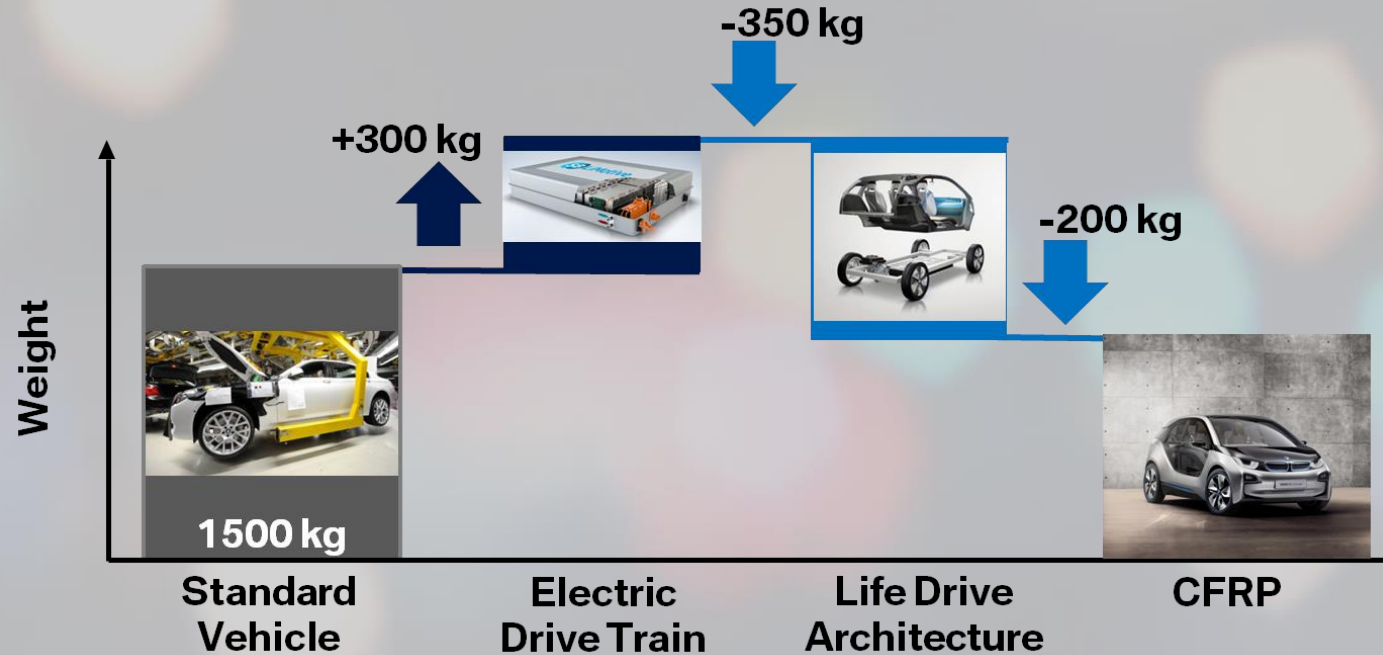 -350 kg
+300 kg
-200 kg
Weight
1500 kg
Standard
Vehicle
Electric
Drive Train
Life Drive
Architecture
CFRP